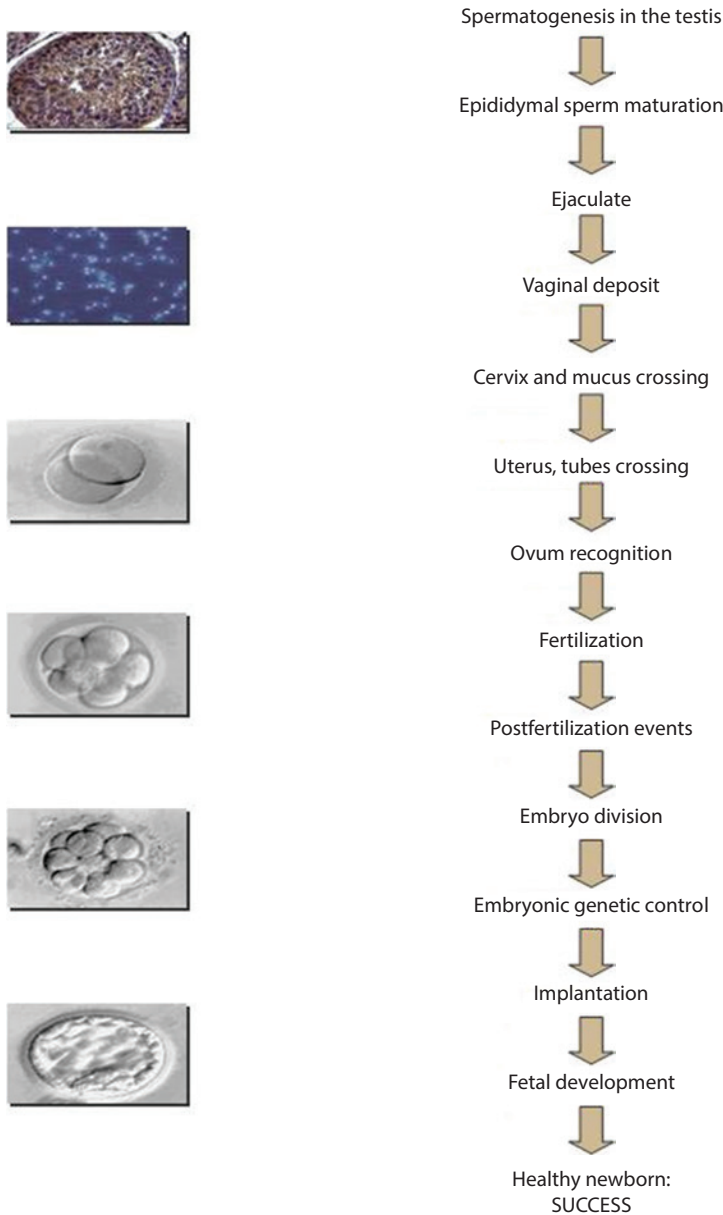 Spermatogenesis in the testis
Epididymal sperm maturation
Ejaculate
Vaginal deposit
Cervix and mucus crossing
Uterus, tubes crossing
Ovum recognition
Fertilization
Postfertilization events
Embryo division
Embryonic genetic control
Implantation
Fetal development
Healthy newborn:
SUCCESS